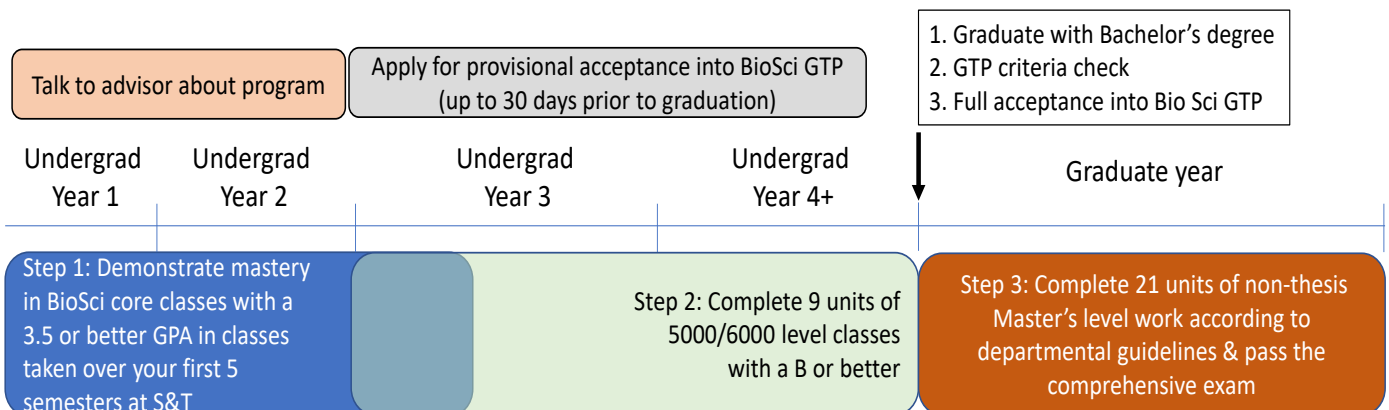 Talk to advisor about program
Apply for provisional acceptance into BioSci GTP
(up to 30 days prior to graduation)
1. Graduate with Bachelor’s degree
2. GTP criteria check
3. Full acceptance into Bio Sci GTP
Undergrad
Year 1
Undergrad
Year 2
Undergrad
Year 3
Undergrad
Year 4+
Graduate year
Step 1: Demonstrate mastery
in BioSci core classes with a
3.5 or better GPA in classes
taken over your first 5
semesters at S&T
Step 2: Complete 9 units of
5000/6000 level classes
with a B or better
Step 3: Complete 21 units of non-thesis
Master’s level work according to
departmental guidelines & pass the
comprehensive exam